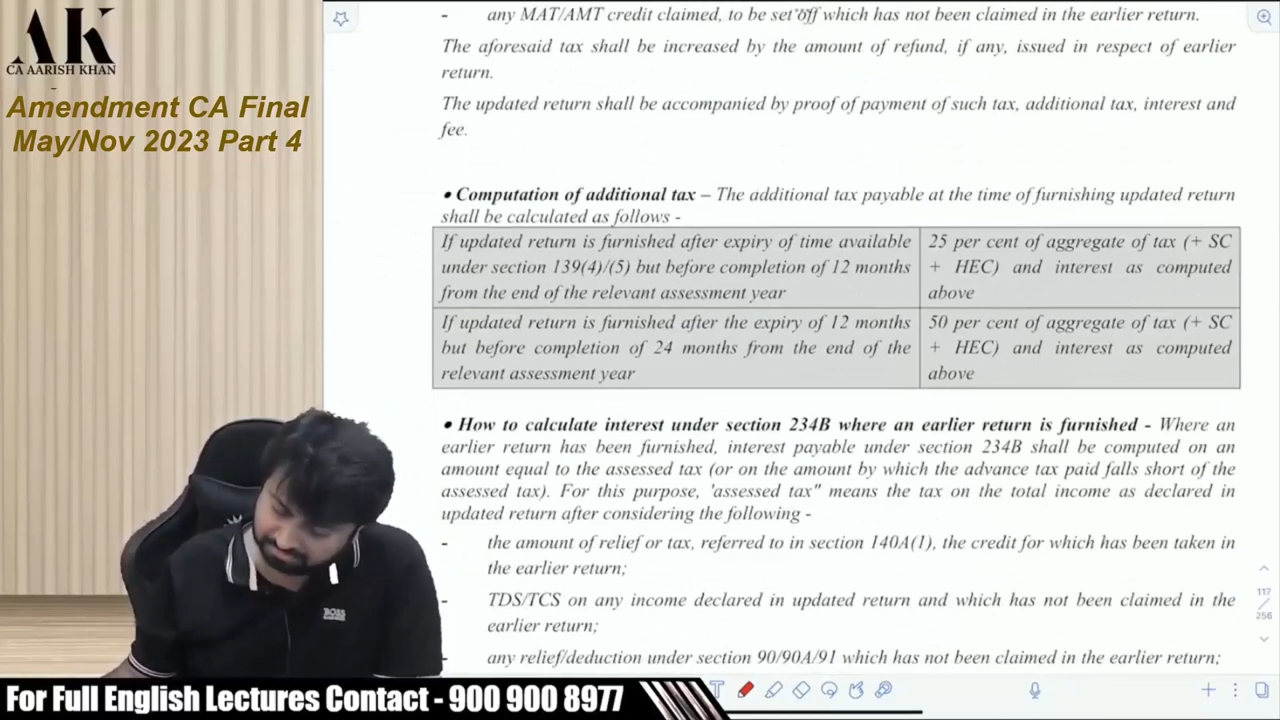 AK
CA AARISH KHAN
Amendment CA Final
May/Nov 2023 Part 4
- any MAT/AMT credit claimed, to be set off which has not been claimed in the earlier return.
The aforesaid tax shall be increased by the amount of refund, if any, issued in respect of earlier
return.
The updated return shall be accompanied by proof of payment of such tax, additional tax, interest and
fee.
• Computation of additional tax – The additional tax payable at the time of furnishing updated return
shall be calculated as follows -
If updated return is furnished after expiry of time available
under section 139(4)/(5) but before completion of 12 months
from the end of the relevant assessment year
25 per cent of aggregate of tax (+ SC
+ HEC) and interest as computed
above
If updated return is furnished after the expiry of 12 months
but before completion of 24 months from the end of the
relevant assessment year
50 per cent of aggregate of tax (+ SC
+ HEC) and interest as computed
above
• How to calculate interest under section 234B where an earlier return is furnished - Where an
earlier return has been furnished, interest payable under section 234B shall be computed on an
amount equal to the assessed tax (or on the amount by which the advance tax paid falls short of the
assessed tax). For this purpose, 'assessed tax" means the tax on the total income as declared in
updated return after considering the following -
- the amount of relief or tax, referred to in section 140A(1), the credit for which has been taken in
the earlier return;
- TDS/TCS on any income declared in updated return and which has not been claimed in the
earlier return;
- any relief/deduction under section 90/90A/91 which has not been claimed in the earlier return;
117
256
BOSS
For Full English Lectures Contact - 900 900 8977